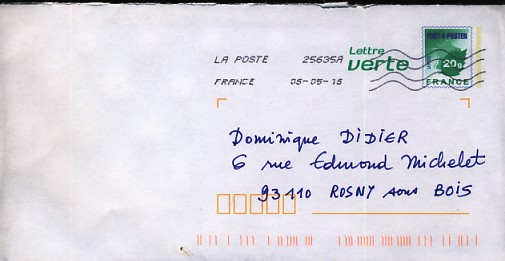 LA POSTE 25635A
FRANCE 05-05-15
Lettre
verte
PRÊT-À-POSTER
20g
FRANCE
Dominique DIDIER
6 rue Edmond Michelet
93110 ROSNY sous BOIS